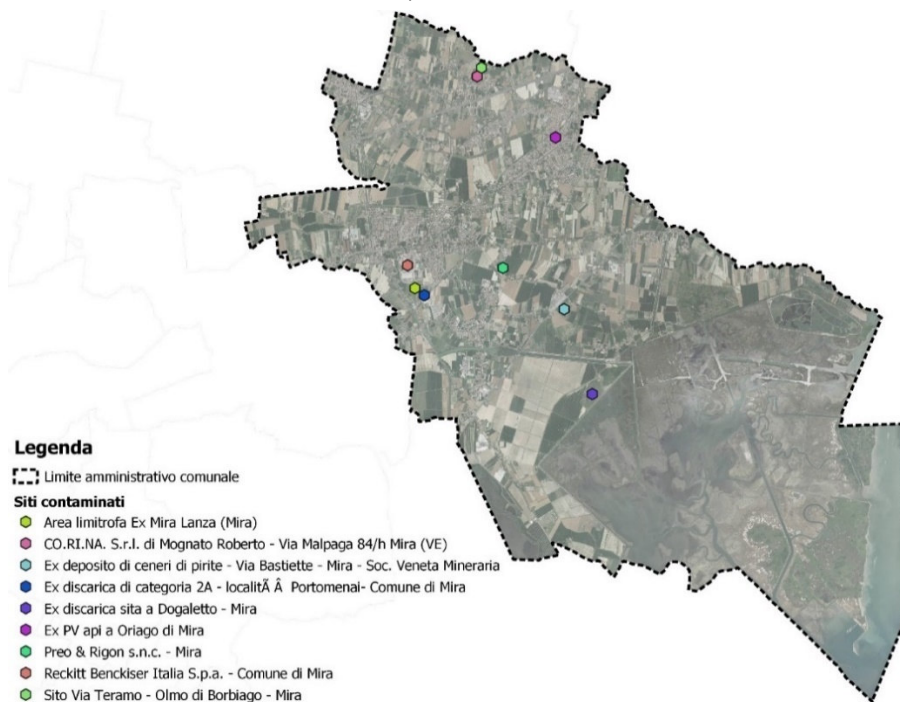 Legenda
Limite amministrativo comunale
Siti contaminati
Area limitrofa Ex Mira Lanza (Mira)
CO.RI.NA. S.r.l. di Mognato Roberto - Via Malpaga 84/h Mira (VE)
Ex deposito di ceneri di pirite - Via Bastiette - Mira - Soc. Veneta Mineraria
Ex discarica di categoria 2A - localitÃ Â  Portomenai- Comune di Mira
Ex discarica sita a Dogaletto - Mira
Ex PV api a Oriago di Mira
Preo & Rigon s.n.c. - Mira
Reckitt Benckiser Italia S.p.a. - Comune di Mira
Sito Via Teramo - Olmo di Borbiago - Mira